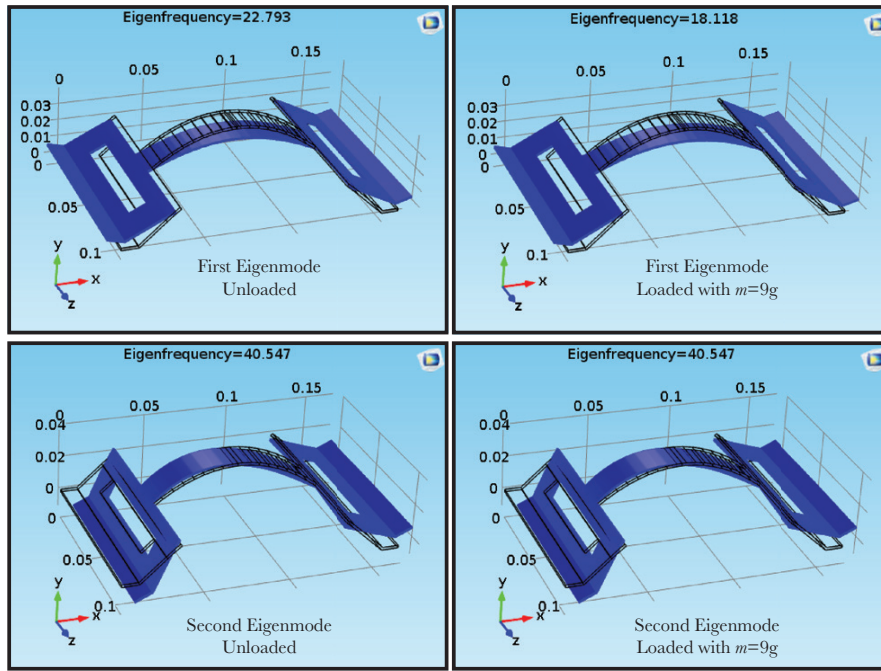 Eigenfrequency=22.793
0 0.05 0.1 0.15
0.03
0.02
0.01
0
0
0.05
0.1
y
x
z
First Eigenmode
Unloaded
Eigenfrequency=18.118
0 0.05 0.1 0.15
0.03
0.02
0.01
0
0
0.05
0.1
y
x
z
First Eigenmode
Loaded with m=9g
Eigenfrequency=40.547
0 0.05 0.1 0.15
0.04
0.02
0
0
0.05
0.1
y
x
z
Second Eigenmode
Unloaded
Eigenfrequency=40.547
0 0.05 0.1 0.15
0.04
0.02
0
0
0.05
0.1
y
x
z
Second Eigenmode
Loaded with m=9g